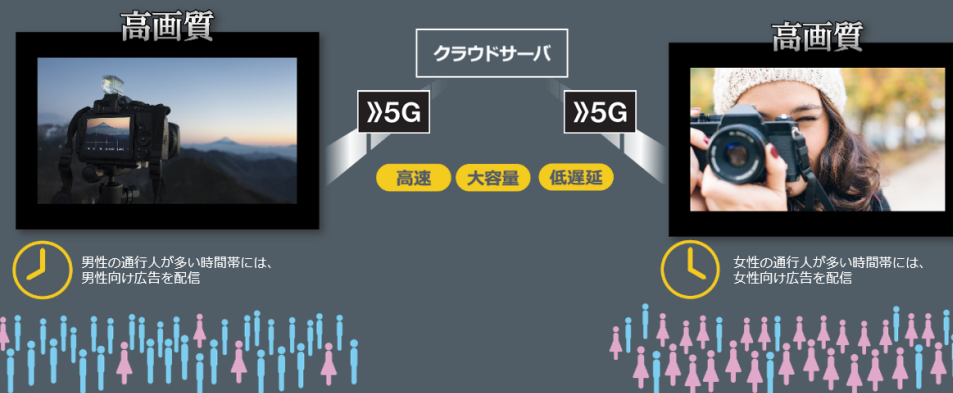 高画質
クラウドサーバ
高画質
5G
5G
高速
大容量
低遅延
男性の通行人が多い時間帯には、
男性向け広告を配信
女性の通行人が多い時間帯には、
女性向け広告を配信